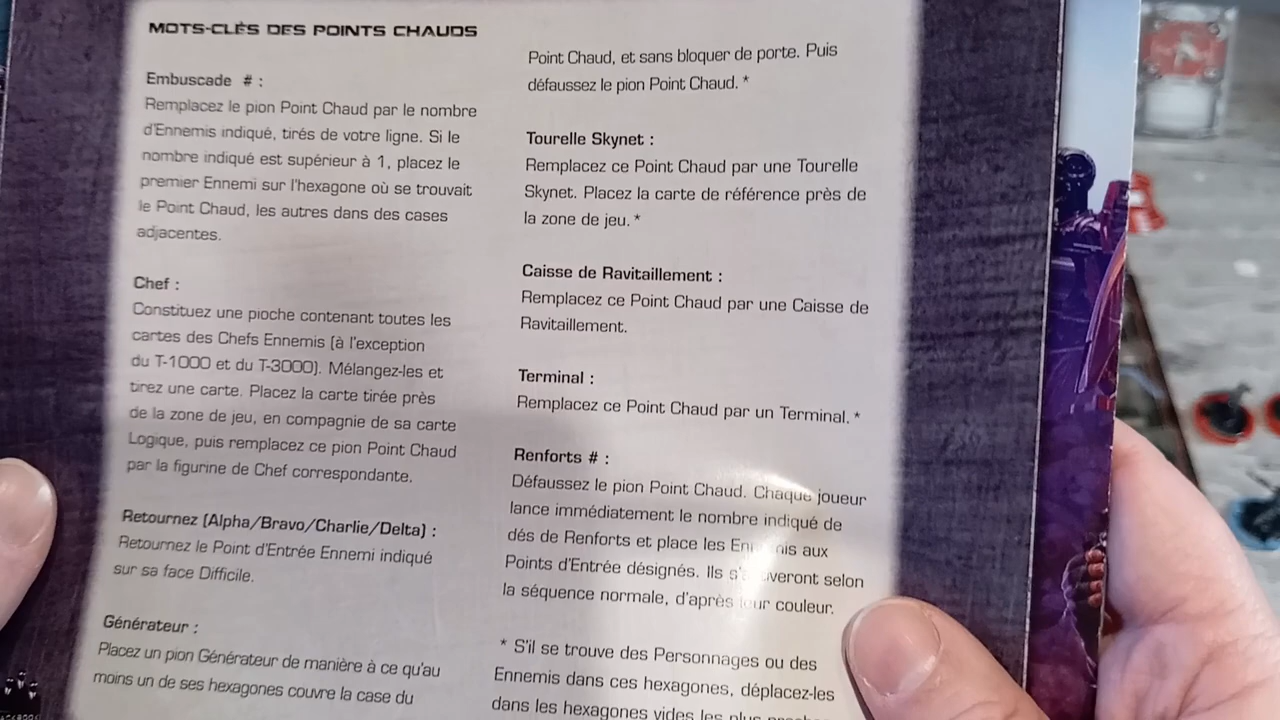 MOTS-CLÉS DES POINTS CHAUDS
Embuscade # :
Remplacez le pion Point Chaud par le nombre
d'Ennemis indiqué, tirés de votre ligne. Si le
nombre indiqué est supérieur à 1, placez le
premier Ennemi sur l'hexagone où se trouvait
le Point Chaud, les autres dans des cases
adjacentes.
Chef :
Constituez une pioche contenant toutes les
cartes des Chefs Ennemis (à l'exception
du T-1000 et du T-3000). Mélangez-les et
tirez une carte. Placez la carte tirée près
de la zone de jeu, en compagnie de sa carte
Logique, puis remplacez ce pion Point Chaud
par la figurine de Chef correspondante.
Retournez (Alpha/Bravo/Charlie/Delta) :
Retournez le Point d'Entrée Ennemi indiqué
sur sa face Difficile.
Générateur :
Placez un pion Générateur de manière à ce qu'au
moins un de ses hexagones couvre la case du
Point Chaud, et sans bloquer de porte. Puis
défaussez le pion Point Chaud. *
Tourelle Skynet :
Remplacez ce Point Chaud par une Tourelle
Skynet. Placez la carte de référence près de
la zone de jeu. *
Caisse de Ravitaillement :
Remplacez ce Point Chaud par une Caisse de
Ravitaillement.
Terminal :
Remplacez ce Point Chaud par un Terminal. *
Renforts # :
Défaussez le pion Point Chaud. Chaque joueur
lance immédiatement le nombre indiqué de
dés de Renforts et place les Ennemis aux
Points d'Entrée désignés. Ils selon
la séquence normale, d'après leur couleur.
* S'il se trouve des Personnages ou des
Ennemis dans ces hexagones, déplacez-les
dans les hexagones vides les plus